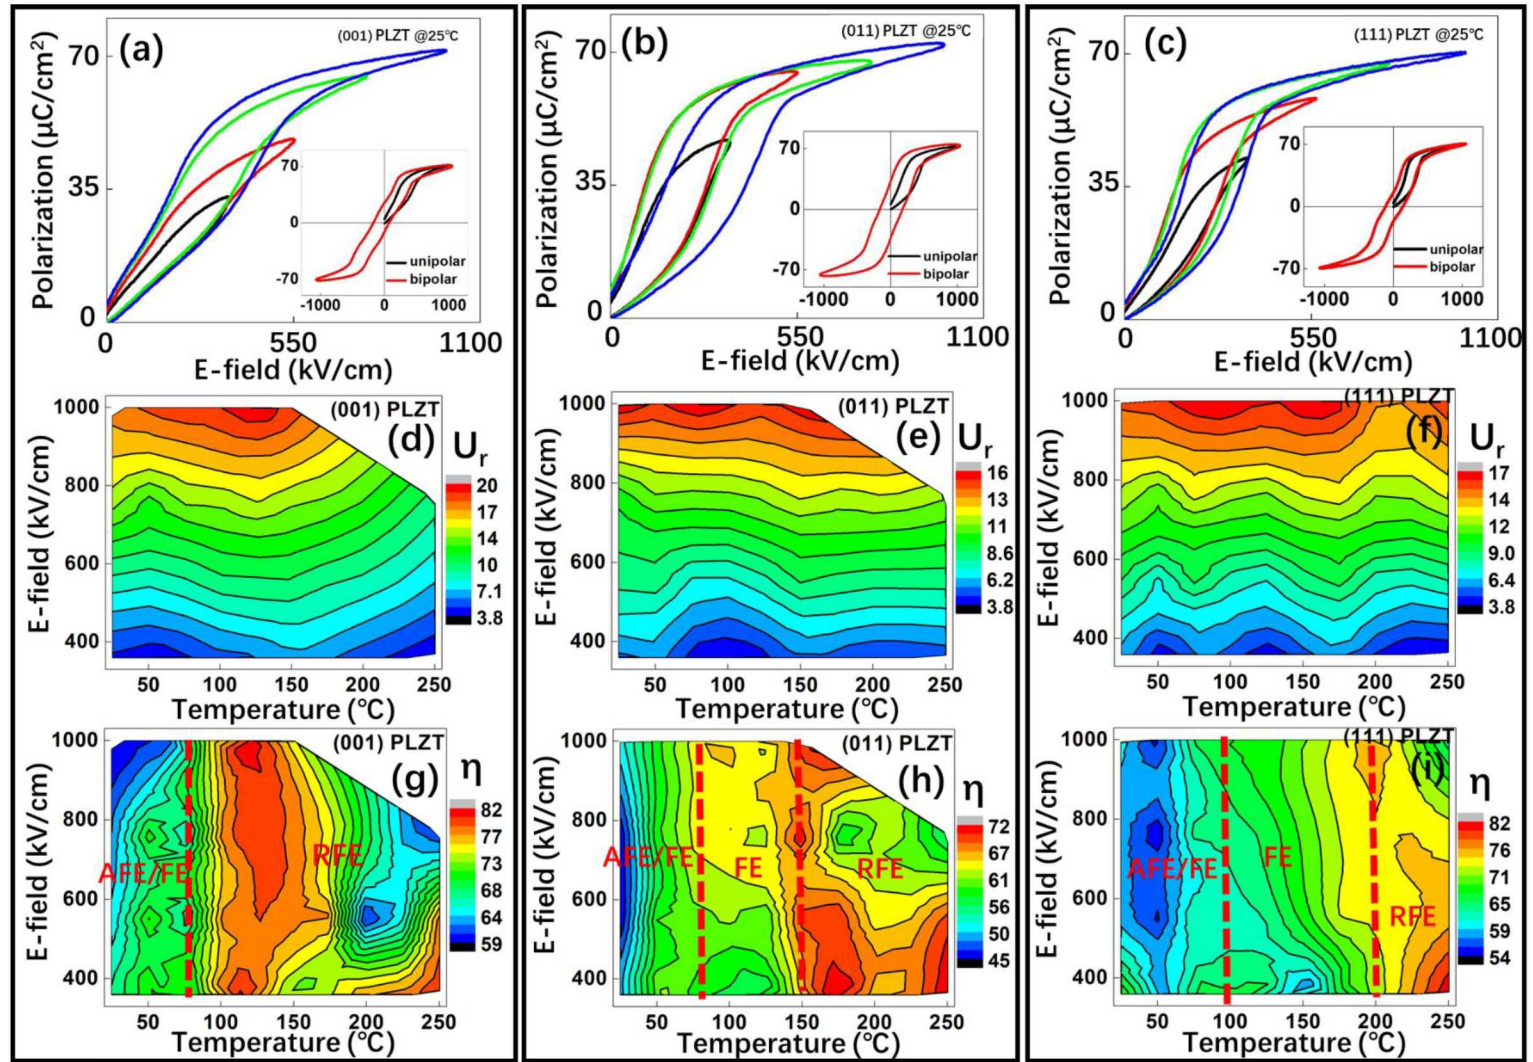 (a)
(001) PLZT @25℃
Polarization (μC/cm²)
70
35
0
0
550
1100
E-field (kV/cm)
70
0
-70
unipolar
bipolar
-1000
0
1000
(b)
(011) PLZT @25℃
Polarization (μC/cm²)
70
35
0
0
550
1100
E-field (kV/cm)
70
0
-70
unipolar
bipolar
-1000
0
1000
(c)
(111) PLZT @25℃
Polarization (μC/cm²)
70
35
0
0
550
1100
E-field (kV/cm)
70
0
-70
unipolar
bipolar
-1000
0
1000
(001) PLZT
(d)
Ur
20
17
14
10
7.1
3.8
E-field (kV/cm)
1000
800
600
400
50
100
150
200
250
Temperature (℃)
(011) PLZT
(e)
Ur
16
13
11
8.6
6.2
3.8
E-field (kV/cm)
1000
800
600
400
50
100
150
200
250
Temperature (℃)
(111) PLZT
(f)
Ur
17
14
12
9.0
6.4
3.8
E-field (kV/cm)
1000
800
600
400
50
100
150
200
250
Temperature (℃)
(001) PLZT
(g)
η
82
77
73
68
64
59
AFE/FE
RFE
E-field (kV/cm)
1000
800
600
400
50
100
150
200
250
Temperature (℃)
(011) PLZT
(h)
η
72
67
61
56
50
45
AFE/FE
FE
RFE
E-field (kV/cm)
1000
800
600
400
50
100
150
200
250
Temperature (℃)
(111) PLZT
(i)
η
82
76
71
65
59
54
AFE/FE
FE
RFE
E-field (kV/cm)
1000
800
600
400
50
100
150
200
250
Temperature (℃)